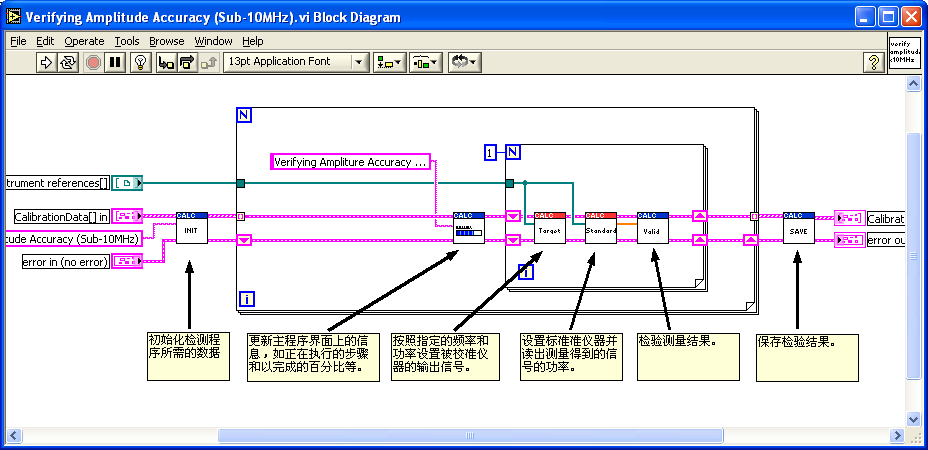 Verifying Amplitude Accuracy (Sub-10MHz).vi Block Diagram
File Edit Operate Tools Browse Window Help
13pt Application Font
?
verify
amplitud
<10MHz
N
1 N
Verifying Ampliture Accuracy ...
trument references[]
CalibrationData[] in
tude Accuracy (Sub-10MHz)
error in (no error)
CALC
INIT
CALC
CALC
Target
CALC
Standard
CALC
Valid
CALC
SAVE
Calibrat
error ou
i
i
初始化检测程
序所需的数据
更新主程序界面上的信
息，如正在执行的步骤
和以完成的百分比等。
按照指定的频率和
功率设置被校准仪
器的输出信号。
设置标准准仪器并
读出测量得到的
信号的功率。
检验测量结果。
保存检验结果。